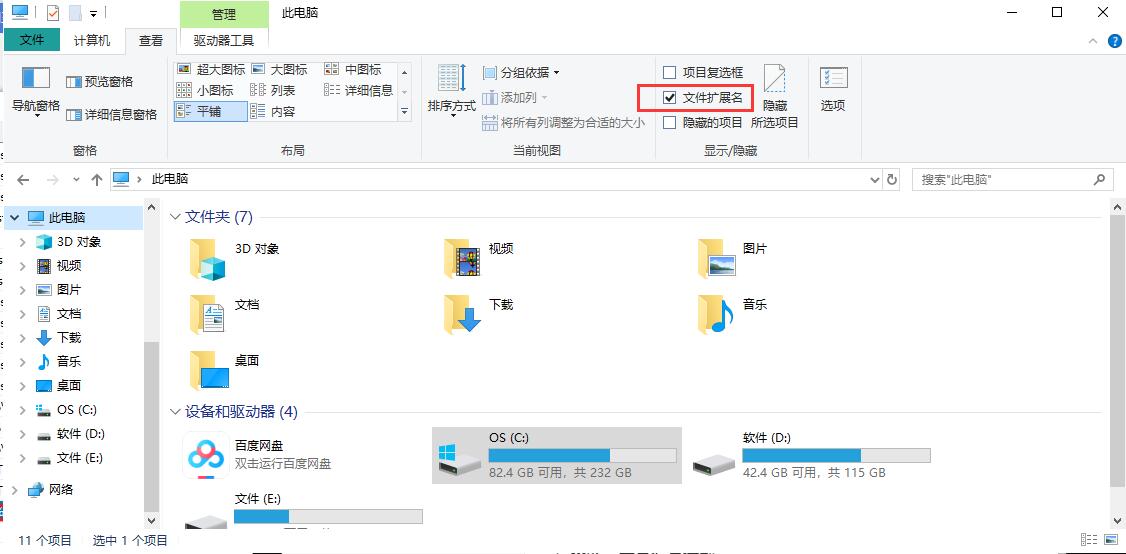 管理
此电脑
文件
计算机
查看
驱动器工具
导航窗格
预览窗格
详细信息窗格
窗格
超大图标
大图标
中图标
小图标
列表
详细信息
平铺
内容
布局
排序方式
分组依据
添加列
将所有列调整为合适的大小
当前视图
项目复选框
文件扩展名
隐藏的项目
隐藏
所选项目
显示/隐藏
选项
此电脑
搜索"此电脑"
此电脑
3D 对象
视频
图片
文档
下载
音乐
桌面
OS (C:)
软件 (D:)
文件 (E:)
网络
文件夹 (7)
3D 对象
视频
图片
文档
下载
音乐
桌面
设备和驱动器 (4)
百度网盘
双击运行百度网盘
OS (C:)
82.4 GB 可用，共 232 GB
软件 (D:)
42.4 GB 可用，共 115 GB
文件 (E:)
11 个项目
选中 1 个项目